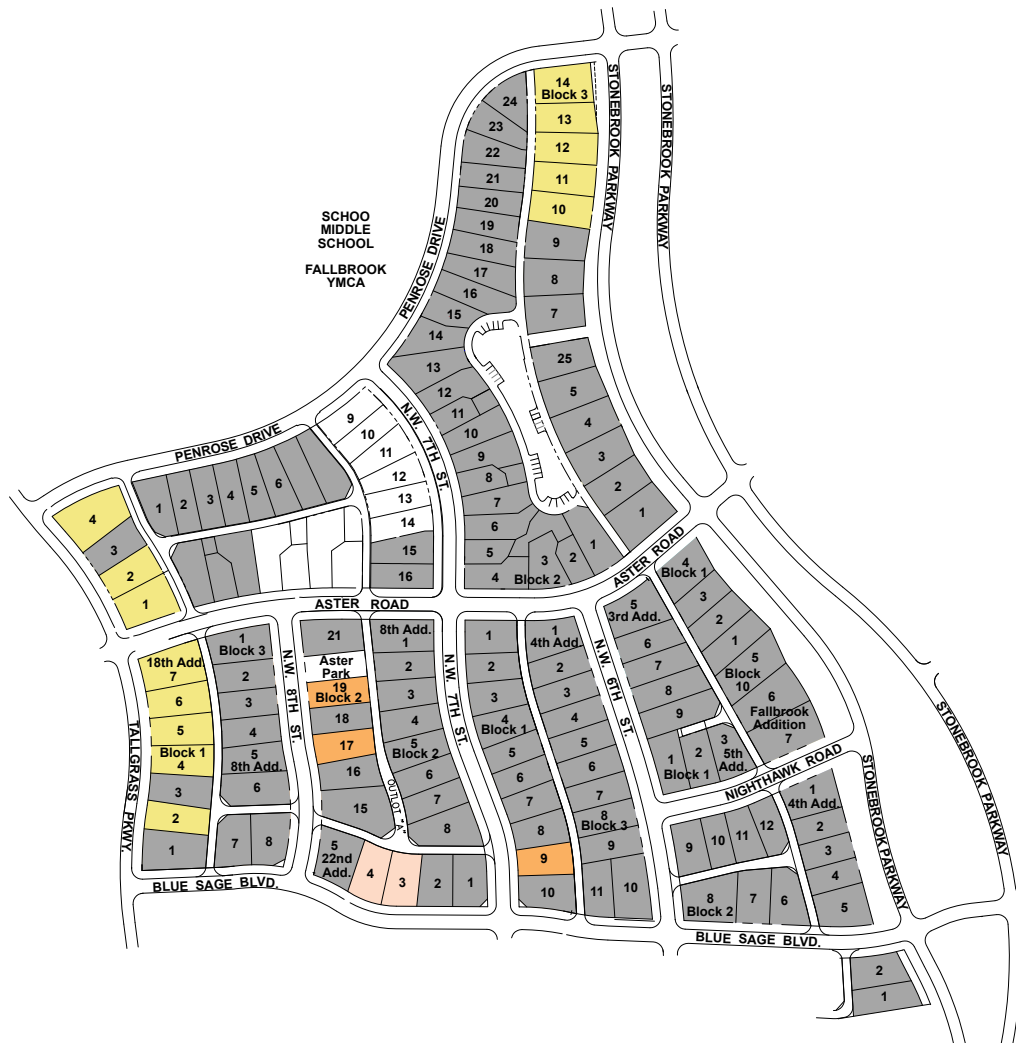 14
Block 3
13
12
11
10
9
8
7
24
23
22
21
20
19
18
17
16
15
14
13
12
11
10
9
8
7
6
5
4
Block 2
3
2
1
25
5
4
3
2
1
STONEBROOK PARKWAY
STONEBROOK PARKWAY
SCHOO
MIDDLE
SCHOOL
FALLBROOK
YMCA
PENROSE DRIVE
N.W. 7TH ST.
9
10
11
12
13
14
15
16
PENROSE DRIVE
1
2
3
4
5
6
4
3
2
1
ASTER ROAD
ASTER ROAD
18th Add.
7
6
5
Block 1
4
3
2
1
TALLGRASS PKWY.
1
Block 3
2
3
4
5
8th Add.
6
7
8
N.W. 8TH ST.
21
Aster
Park
19
Block 2
18
17
16
15
OUTLOT "A"
8th Add.
1
2
3
4
5
Block 2
6
7
8
N.W. 7TH ST.
5
22nd
Add.
4
3
2
1
BLUE SAGE BLVD.
1
2
3
4
Block 1
5
6
7
8
9
10
1
4th Add.
2
3
4
5
6
7
8
Block 3
9
11
10
N.W. 6TH ST.
5
3rd Add.
6
7
8
9
1
2
3
Block 1
5th
Add.
4
Block 1
3
2
1
5
Block
10
6
Fallbrook
Addition
7
NIGHTHAWK ROAD
9
10
11
12
8
Block 2
7
6
1
4th Add.
2
3
4
5
STONEBROOK PARKWAY
STONEBROOK PARKWAY
BLUE SAGE BLVD.
2
1